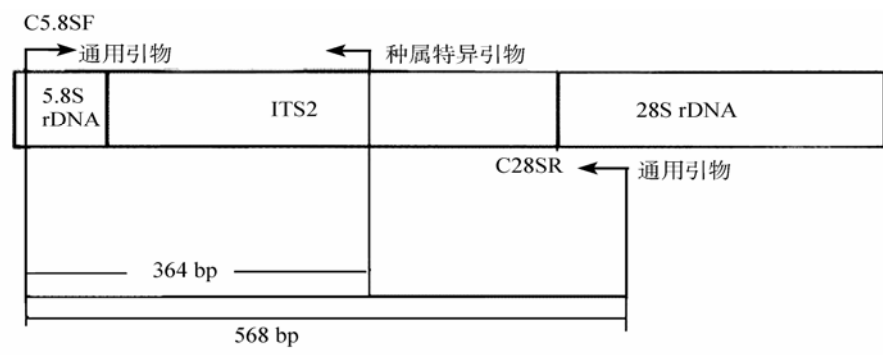 C5.8SF
通用引物
种属特异引物
5.8S
rDNA
ITS2
28S rDNA
C28SR
通用引物
364 bp
568 bp